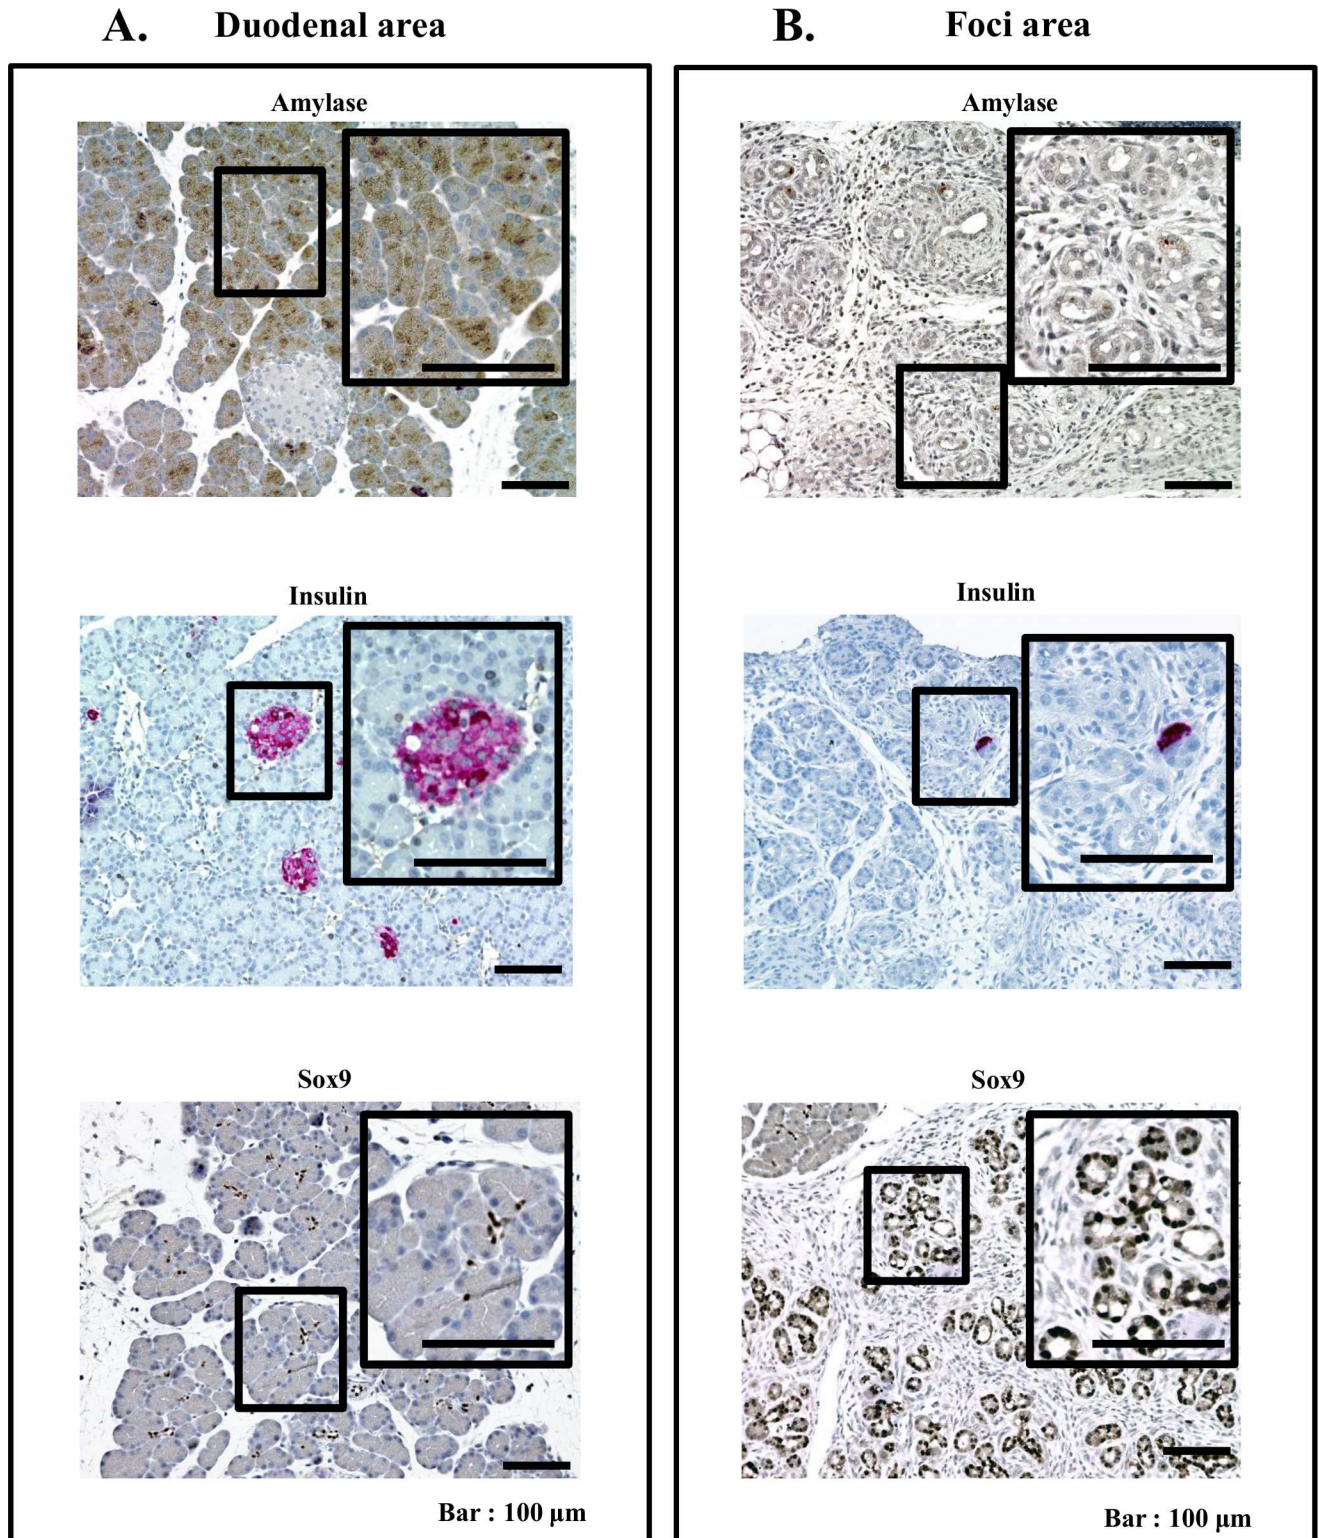 A. Duodenal area
Amylase
Insulin
Sox9
Bar : 100 µm
B. Foci area
Amylase
Insulin
Sox9
Bar : 100 µm